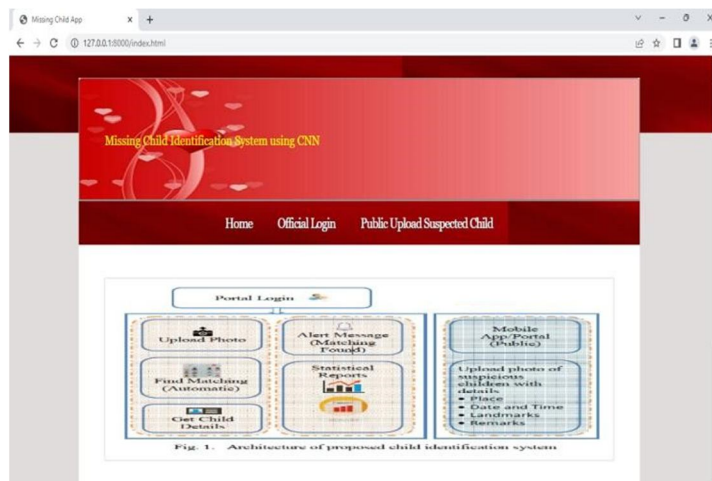 Missing Child App
127.0.0.1:8000/index.html
Missing Child Identification System using CNN
Home Official Login Public Upload Suspected Child
Portal Login
Upload Photo
Find Matching
(Automatic)
Get Child
Details
Alert Message
(Matching
Found)
Statistical
Reports
Mobile
App/Portal
(Public)
Upload photo of
suspicious
children with
details
• Place
• Date and Time
• Landmarks
• Remarks
Fig. 1. Architecture of proposed child identification system